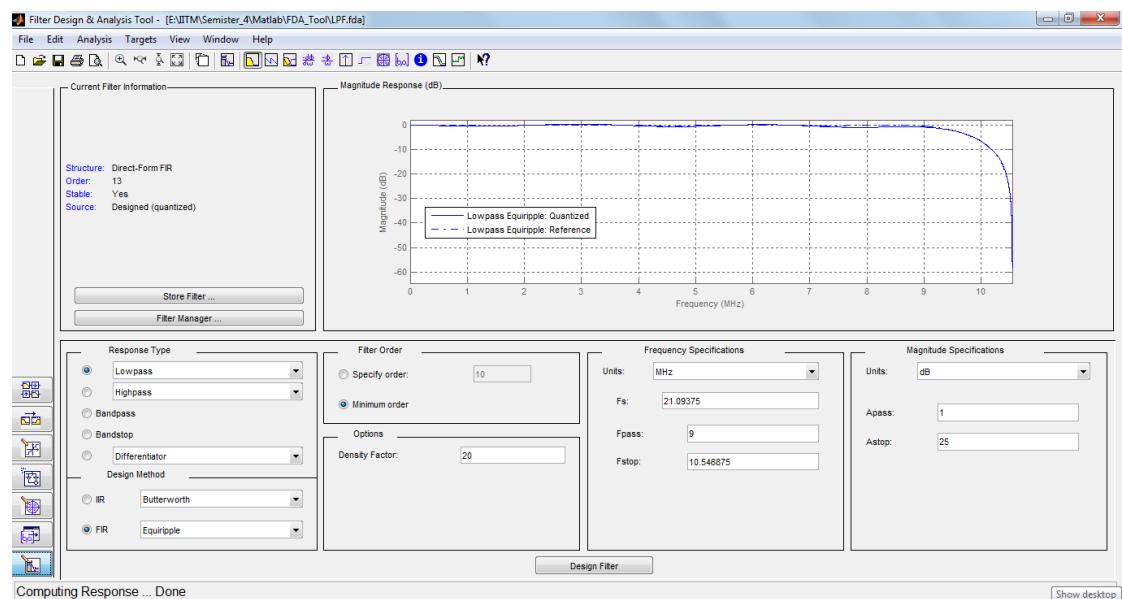 Filter Design & Analysis Tool - [E:\IITM\Semister_4\Matlab\FDA_Tool\LPF.fda]
File Edit Analysis Targets View Window Help
Current Filter Information
Structure: Direct-Form FIR
Order: 13
Stable: Yes
Source: Designed (quantized)
Store Filter ...
Filter Manager ...
Magnitude Response (dB)
0
-10
-20
-30
-40
-50
-60
Magnitude (dB)
Lowpass Equiripple: Quantized
Lowpass Equiripple: Reference
0 1 2 3 4 5 6 7 8 9 10
Frequency (MHz)
Response Type
Lowpass
Highpass
Bandpass
Bandstop
Differentiator
Design Method
IIR Butterworth
FIR Equiripple
Filter Order
Specify order: 10
Minimum order
Options
Density Factor: 20
Frequency Specifications
Units: MHz
Fs: 21.09375
Fpass: 9
Fstop: 10.546875
Magnitude Specifications
Units: dB
Apass: 1
Astop: 25
Design Filter
Computing Response ... Done
Show desktop